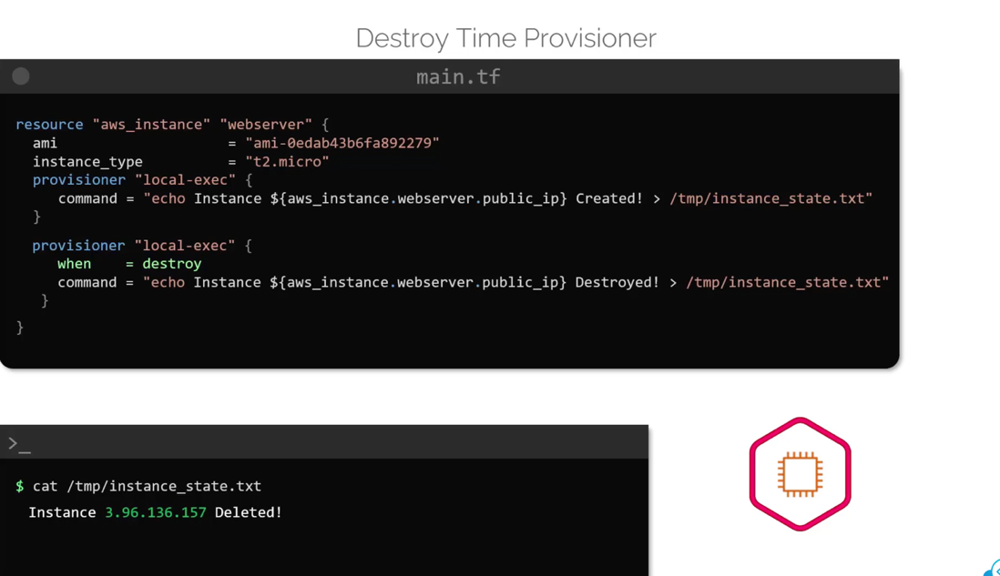 Destroy Time Provisioner
main.tf
resource "aws_instance" "webserver" {
  ami                    = "ami-0edab43b6fa892279"
  instance_type          = "t2.micro"
  provisioner "local-exec" {
     command = "echo Instance ${aws_instance.webserver.public_ip} Created! > /tmp/instance_state.txt"
  }
  provisioner "local-exec" {
     when    = destroy
     command = "echo Instance ${aws_instance.webserver.public_ip} Destroyed! > /tmp/instance_state.txt"
   }
}
>_
$ cat /tmp/instance_state.txt
Instance 3.96.136.157 Deleted!